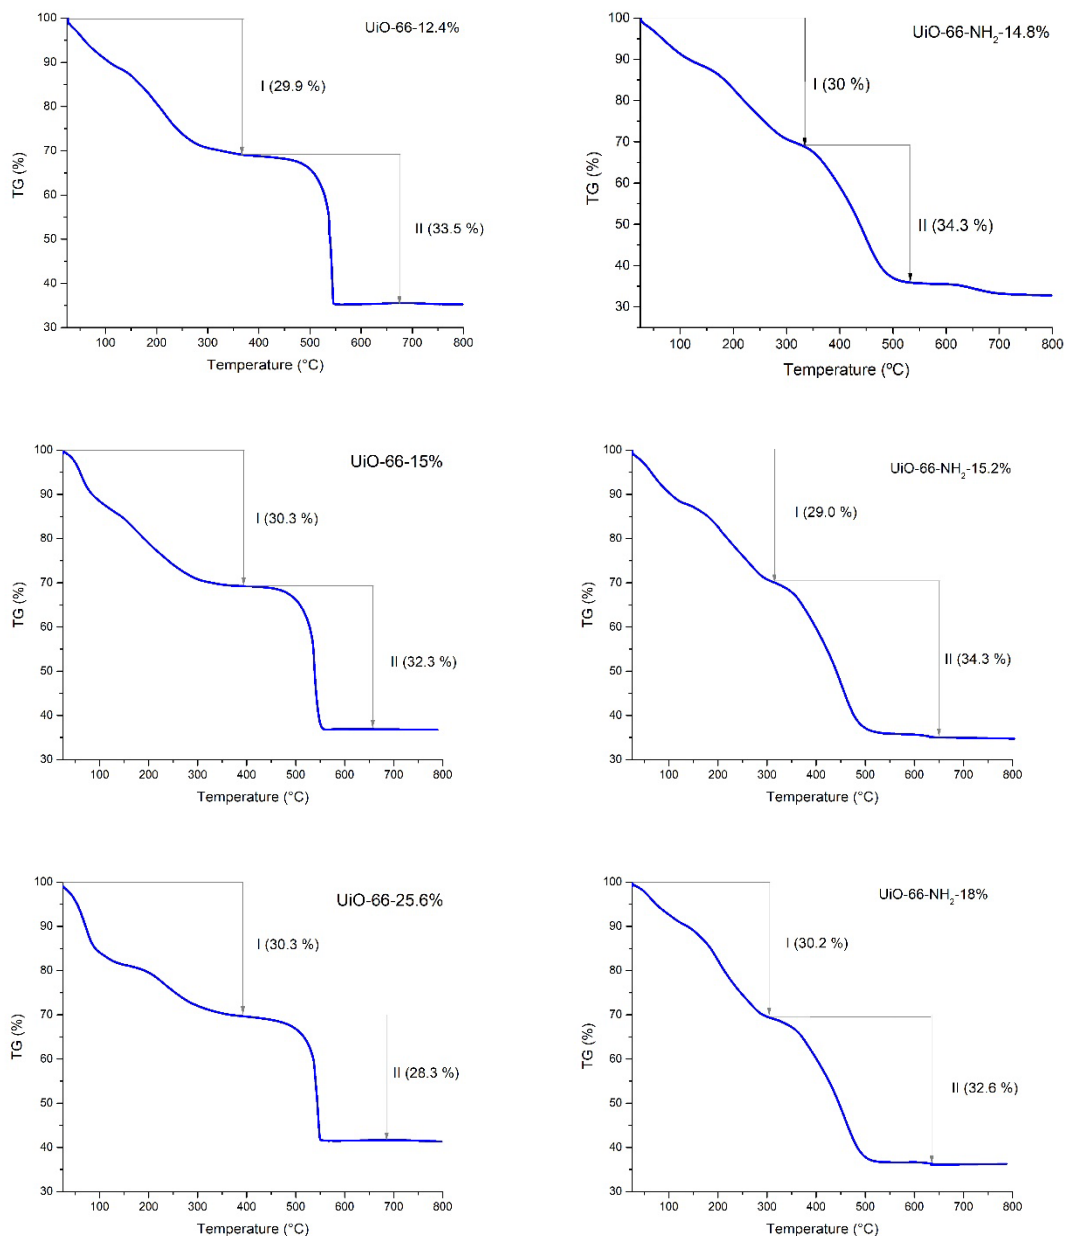 UiO-66-12.4%
100
90
80
70
60
50
40
30
TG (%)
I (29.9 %)
II (33.5 %)
100 200 300 400 500 600 700 800
Temperature (°C)
UiO-66-NH2-14.8%
100
90
80
70
60
50
40
30
TG (%)
I (30 %)
II (34.3 %)
100 200 300 400 500 600 700 800
Temperature (ºC)
UiO-66-15%
100
90
80
70
60
50
40
30
TG (%)
I (30.3 %)
II (32.3 %)
100 200 300 400 500 600 700 800
Temperature (°C)
UiO-66-NH2-15.2%
100
90
80
70
60
50
40
30
TG (%)
I (29.0 %)
II (34.3 %)
100 200 300 400 500 600 700 800
Temperature (°C)
UiO-66-25.6%
100
90
80
70
60
50
40
30
TG (%)
I (30.3 %)
II (28.3 %)
100 200 300 400 500 600 700 800
Temperature (°C)
UiO-66-NH2-18%
100
90
80
70
60
50
40
30
TG (%)
I (30.2 %)
II (32.6 %)
100 200 300 400 500 600 700 800
Temperature (°C)